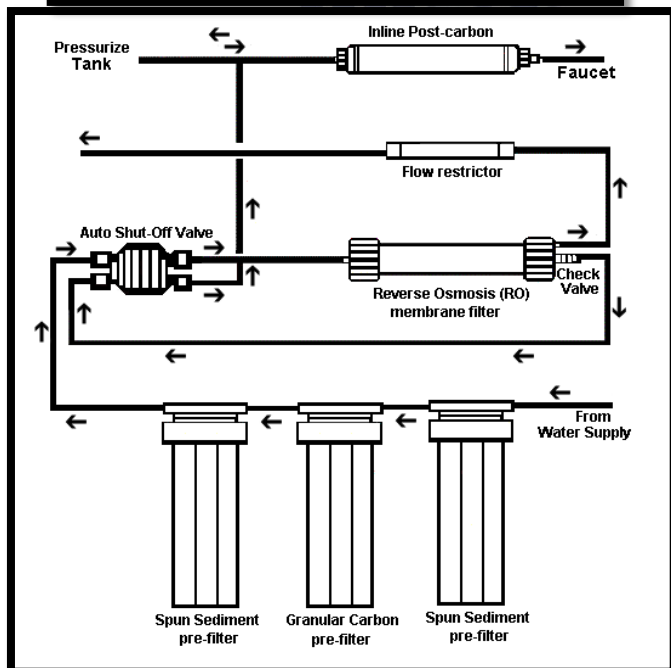 Inline Post-carbon
Pressurize
Tank
Faucet
Flow restrictor
Auto Shut-Off Valve
Check
Valve
Reverse Osmosis (RO)
membrane filter
From
Water Supply
Spun Sediment
pre-filter
Granular Carbon
pre-filter
Spun Sediment
pre-filter